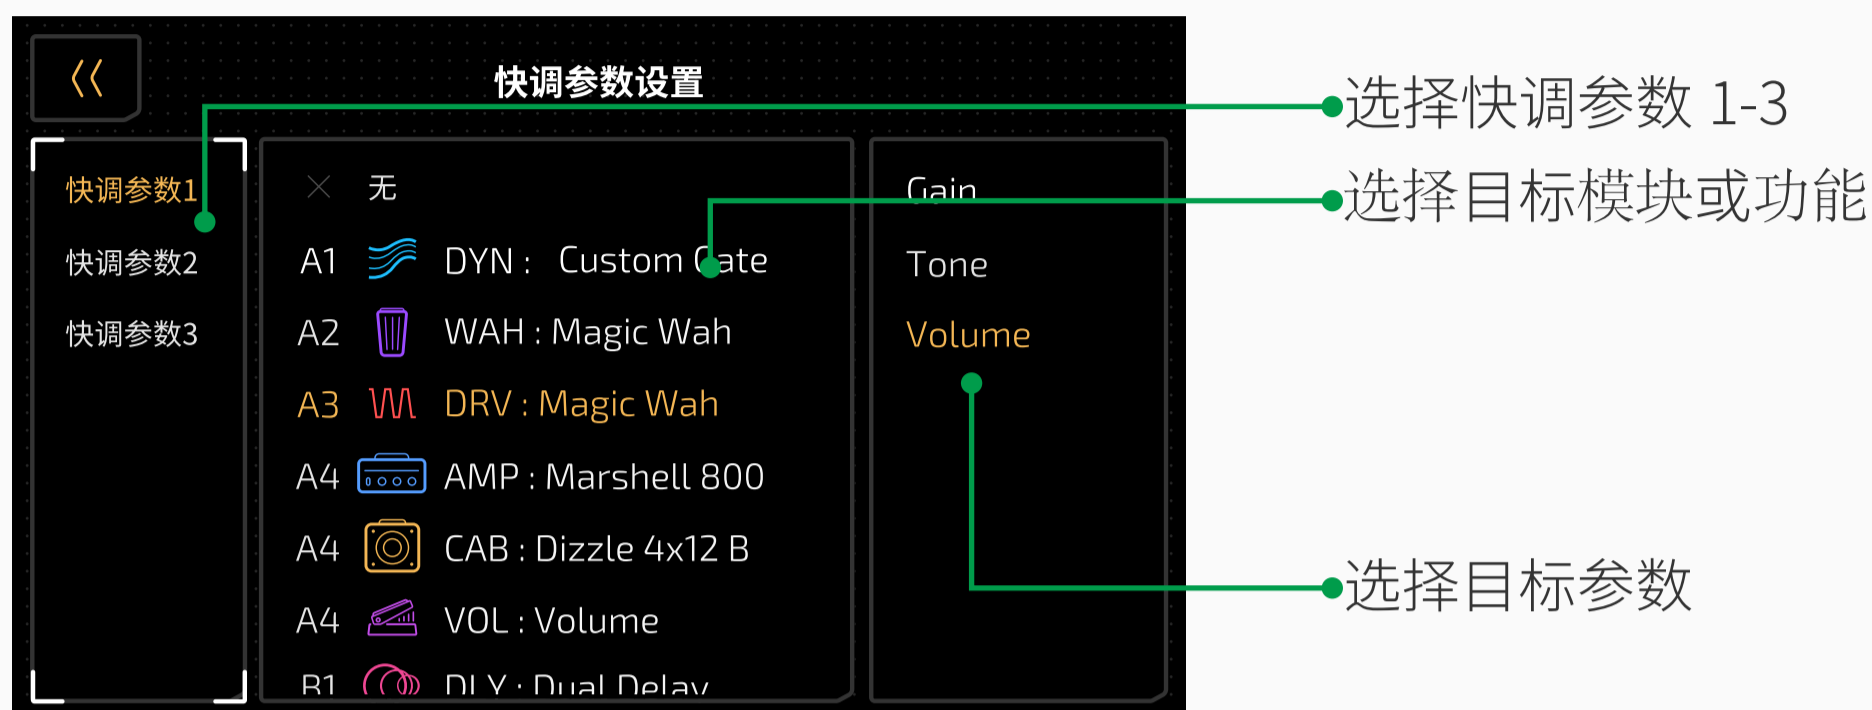 快调参数设置
快调参数1
快调参数2
快调参数3
无
A1 DYN : Custom Gate
A2 WAH : Magic Wah
A3 DRV : Magic Wah
A4 AMP : Marshell 800
A4 CAB : Dizzle 4x12 B
A4 VOL : Volume
B1 DLY : Dual Delay
Gain
Tone
Volume
选择快调参数 1-3
选择目标模块或功能
选择目标参数